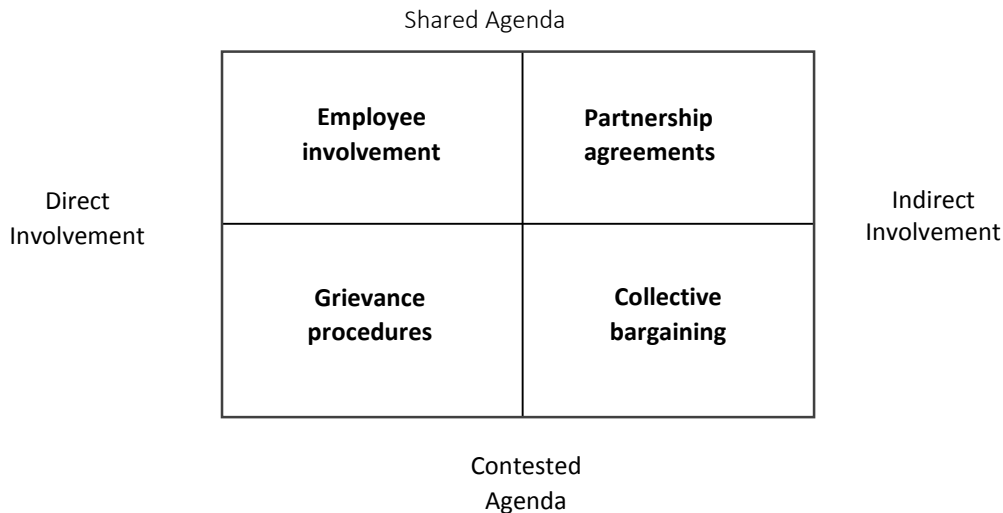 Shared Agenda
Employee
involvement
Partnership
agreements
Direct
Involvement
Indirect
Involvement
Grievance
procedures
Collective
bargaining
Contested
Agenda